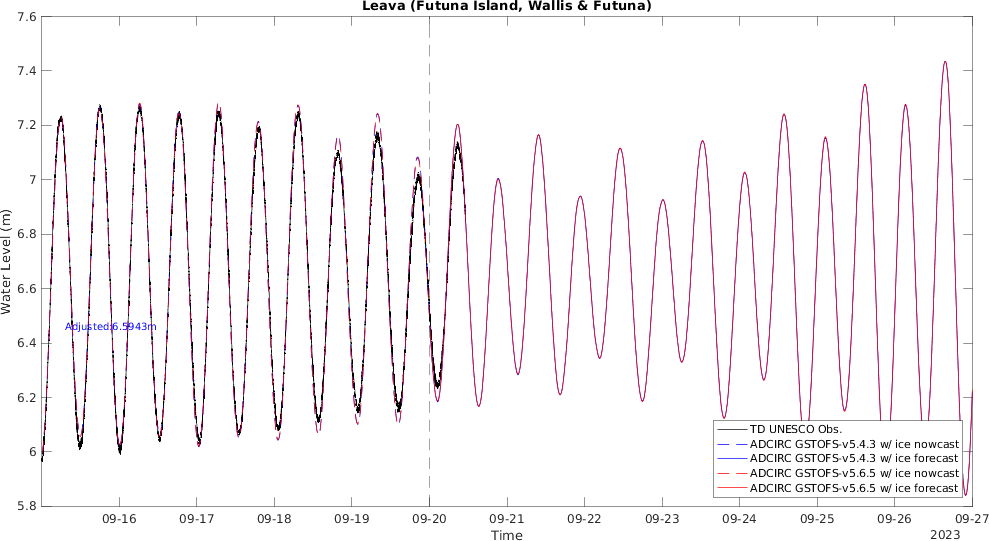 Leava (Futuna Island, Wallis & Futuna)
7.6
7.4
7.2
7
6.8
6.6
6.4
6.2
6
5.8
Water Level (m)
Adjusted:6.5943m
TD UNESCO Obs.
ADCIRC GSTOFS-v5.4.3 w/ ice nowcast
ADCIRC GSTOFS-v5.4.3 w/ ice forecast
ADCIRC GSTOFS-v5.6.5 w/ ice nowcast
ADCIRC GSTOFS-v5.6.5 w/ ice forecast
09-16 09-17 09-18 09-19 09-20 09-21 09-22 09-23 09-24 09-25 09-26 09-27
Time
2023